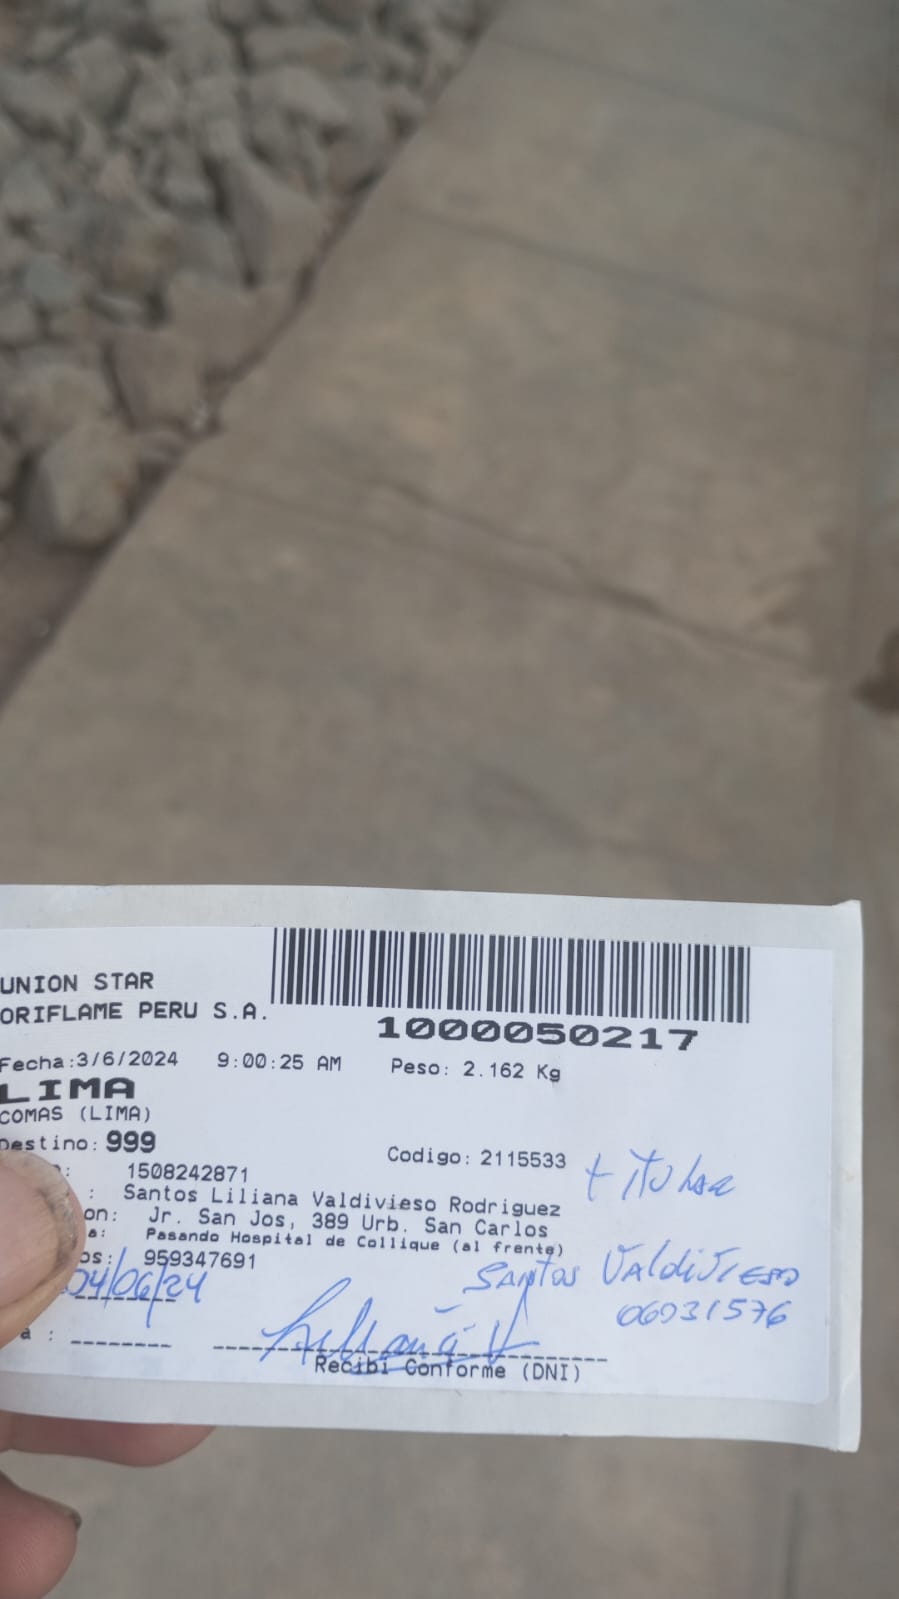 UNION STAR
ORIFLAME PERU S.A.
1000050217
Fecha:3/6/2024 9:00:25 AM Peso: 2.162 Kg
LIMA
COMAS (LIMA)
Destino: 999
Codigo: 2115533
: 1508242871
titular
: Santos Liliana Valdivieso Rodriguez
on: Jr. San Jos, 389 Urb. San Carlos
a: Pasando Hospital de Collique (al frente)
os: 959347691
Santos Valdivieso
04/06/24
06931576
a :
Recibi Conforme (DNI)